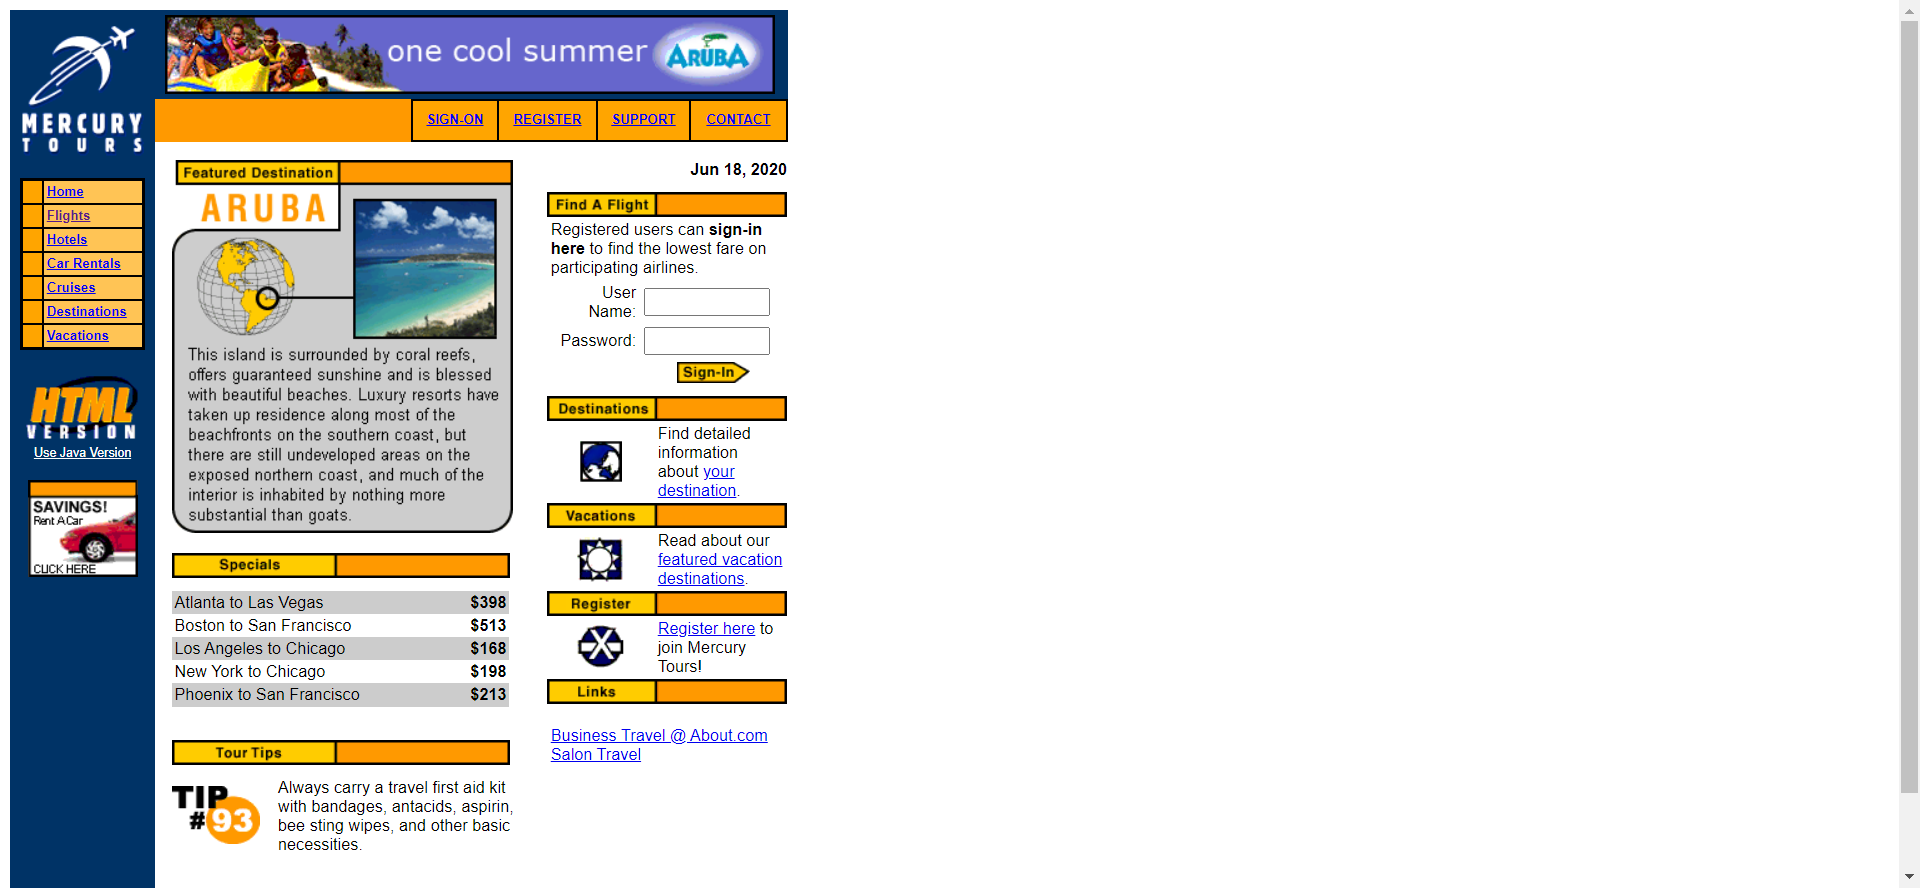 one cool summer
ARUBA
MERCURY
TOURS
SIGN-ON
REGISTER
SUPPORT
CONTACT
Home
Flights
Hotels
Car Rentals
Cruises
Destinations
Vacations
HTML
VERSION
Use Java Version
SAVINGS!
Rent A Car
CLICK HERE
Featured Destination
ARUBA
This island is surrounded by coral reefs,
offers guaranteed sunshine and is blessed
with beautiful beaches. Luxury resorts have
taken up residence along most of the
beachfronts on the southern coast, but
there are still undeveloped areas on the
exposed northern coast, and much of the
interior is inhabited by nothing more
substantial than goats.
Specials
Atlanta to Las Vegas $398
Boston to San Francisco $513
Los Angeles to Chicago $168
New York to Chicago $198
Phoenix to San Francisco $213
Tour Tips
TIP
#93
Always carry a travel first aid kit
with bandages, antacids, aspirin,
bee sting wipes, and other basic
necessities.
Jun 18, 2020
Find A Flight
Registered users can sign-in
here to find the lowest fare on
participating airlines.
User
Name:
Password:
Sign-In
Destinations
Find detailed
information
about your
destination.
Vacations
Read about our
featured vacation
destinations.
Register
Register here to
join Mercury
Tours!
Links
Business Travel @ About.com
Salon Travel